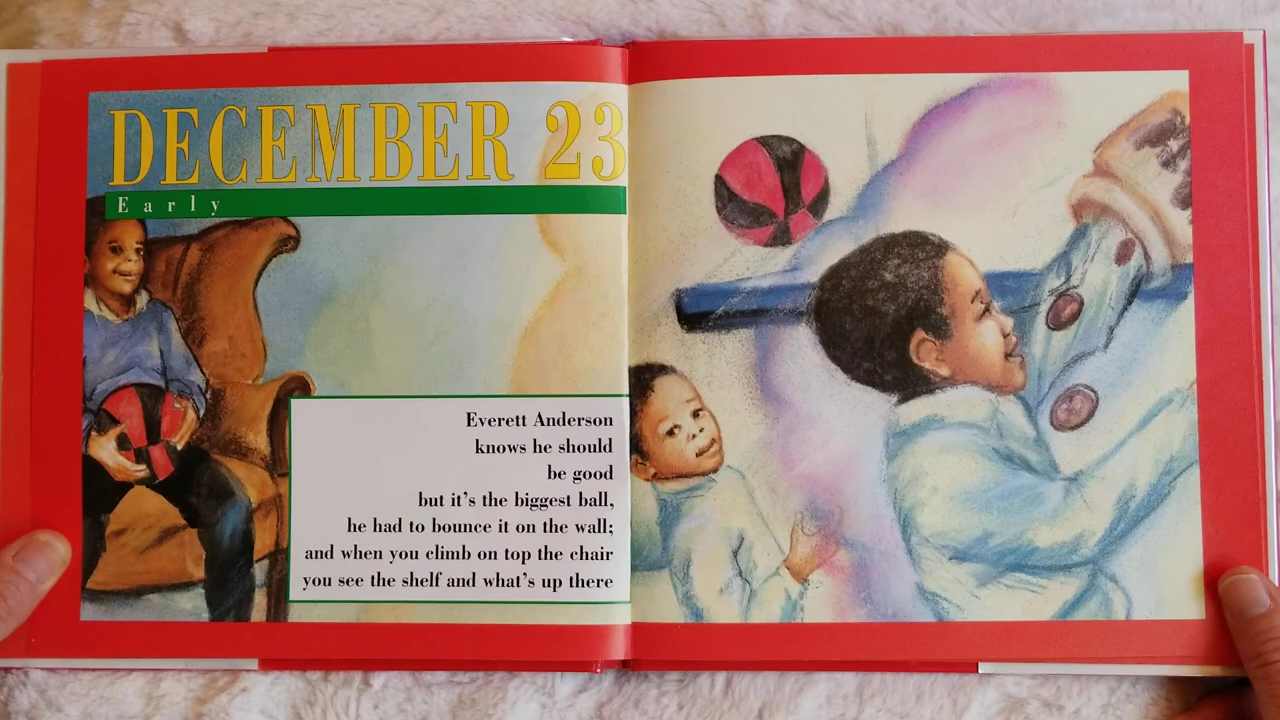 DECEMBER 23
Early
Everett Anderson
knows he should
be good
but it's the biggest ball,
he had to bounce it on the wall;
and when you climb on top the chair
you see the shelf and what's up there